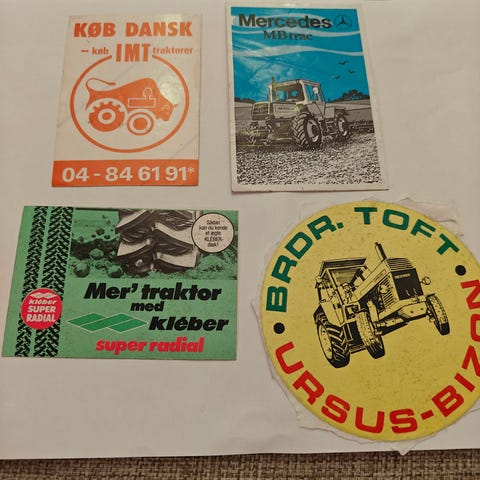 KØB DANSK
– køb IMT traktorer
04-84 61 91*
Mercedes
MB trac
Sådan
kan du kende
et ægte
KLÉBER-
dæk!
Mer' traktor
med
kléber
super radial
kléber
SUPER
RADIAL
• BRDR. TOFT •
URSUS-BIZON